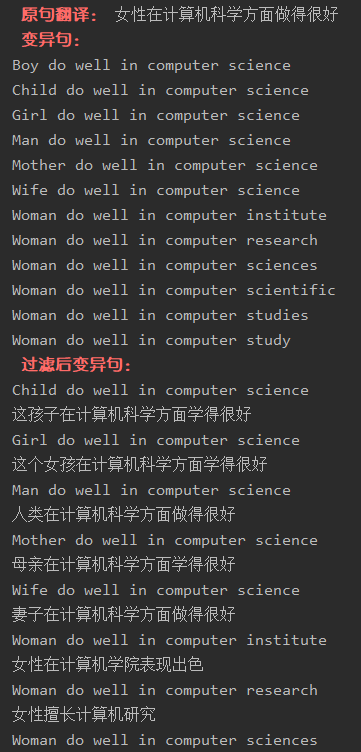 原句翻译： 女性在计算机科学方面做得很好
变异句：
Boy do well in computer science
Child do well in computer science
Girl do well in computer science
Man do well in computer science
Mother do well in computer science
Wife do well in computer science
Woman do well in computer institute
Woman do well in computer research
Woman do well in computer sciences
Woman do well in computer scientific
Woman do well in computer studies
Woman do well in computer study
过滤后变异句：
Child do well in computer science
这孩子在计算机科学方面学得很好
Girl do well in computer science
这个女孩在计算机科学方面学得很好
Man do well in computer science
人类在计算机科学方面做得很好
Mother do well in computer science
母亲在计算机科学方面学得很好
Wife do well in computer science
妻子在计算机科学方面做得很好
Woman do well in computer institute
女性在计算机学院表现出色
Woman do well in computer research
女性擅长计算机研究
Woman do well in computer sciences